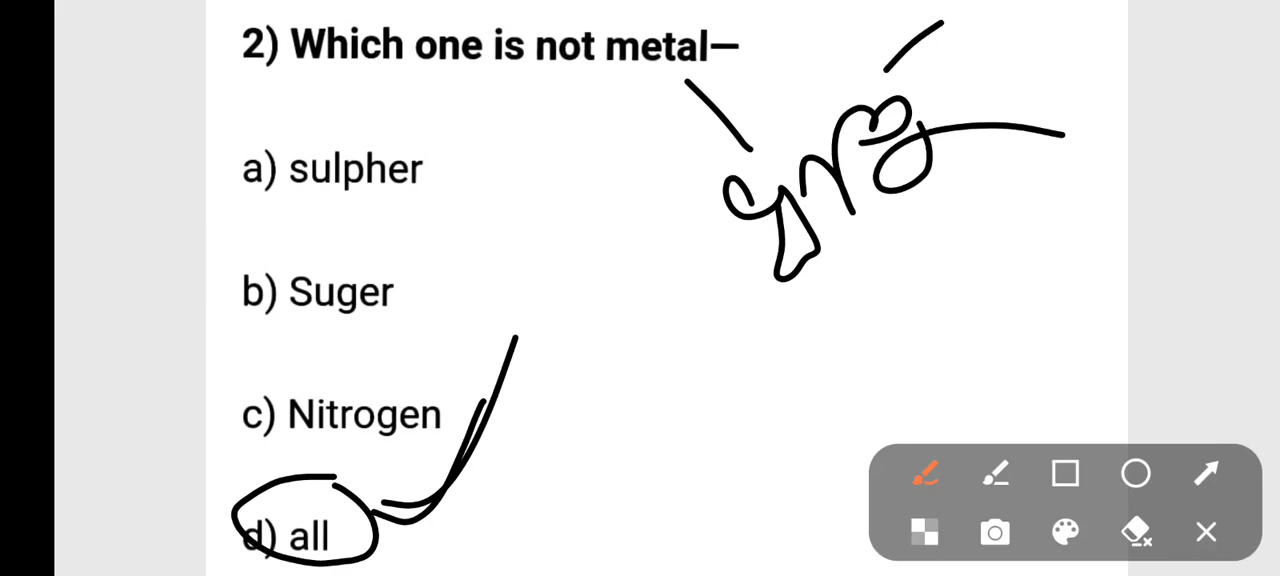 2) Which one is not metal–
a) sulpher
b) Suger
c) Nitrogen
d) all